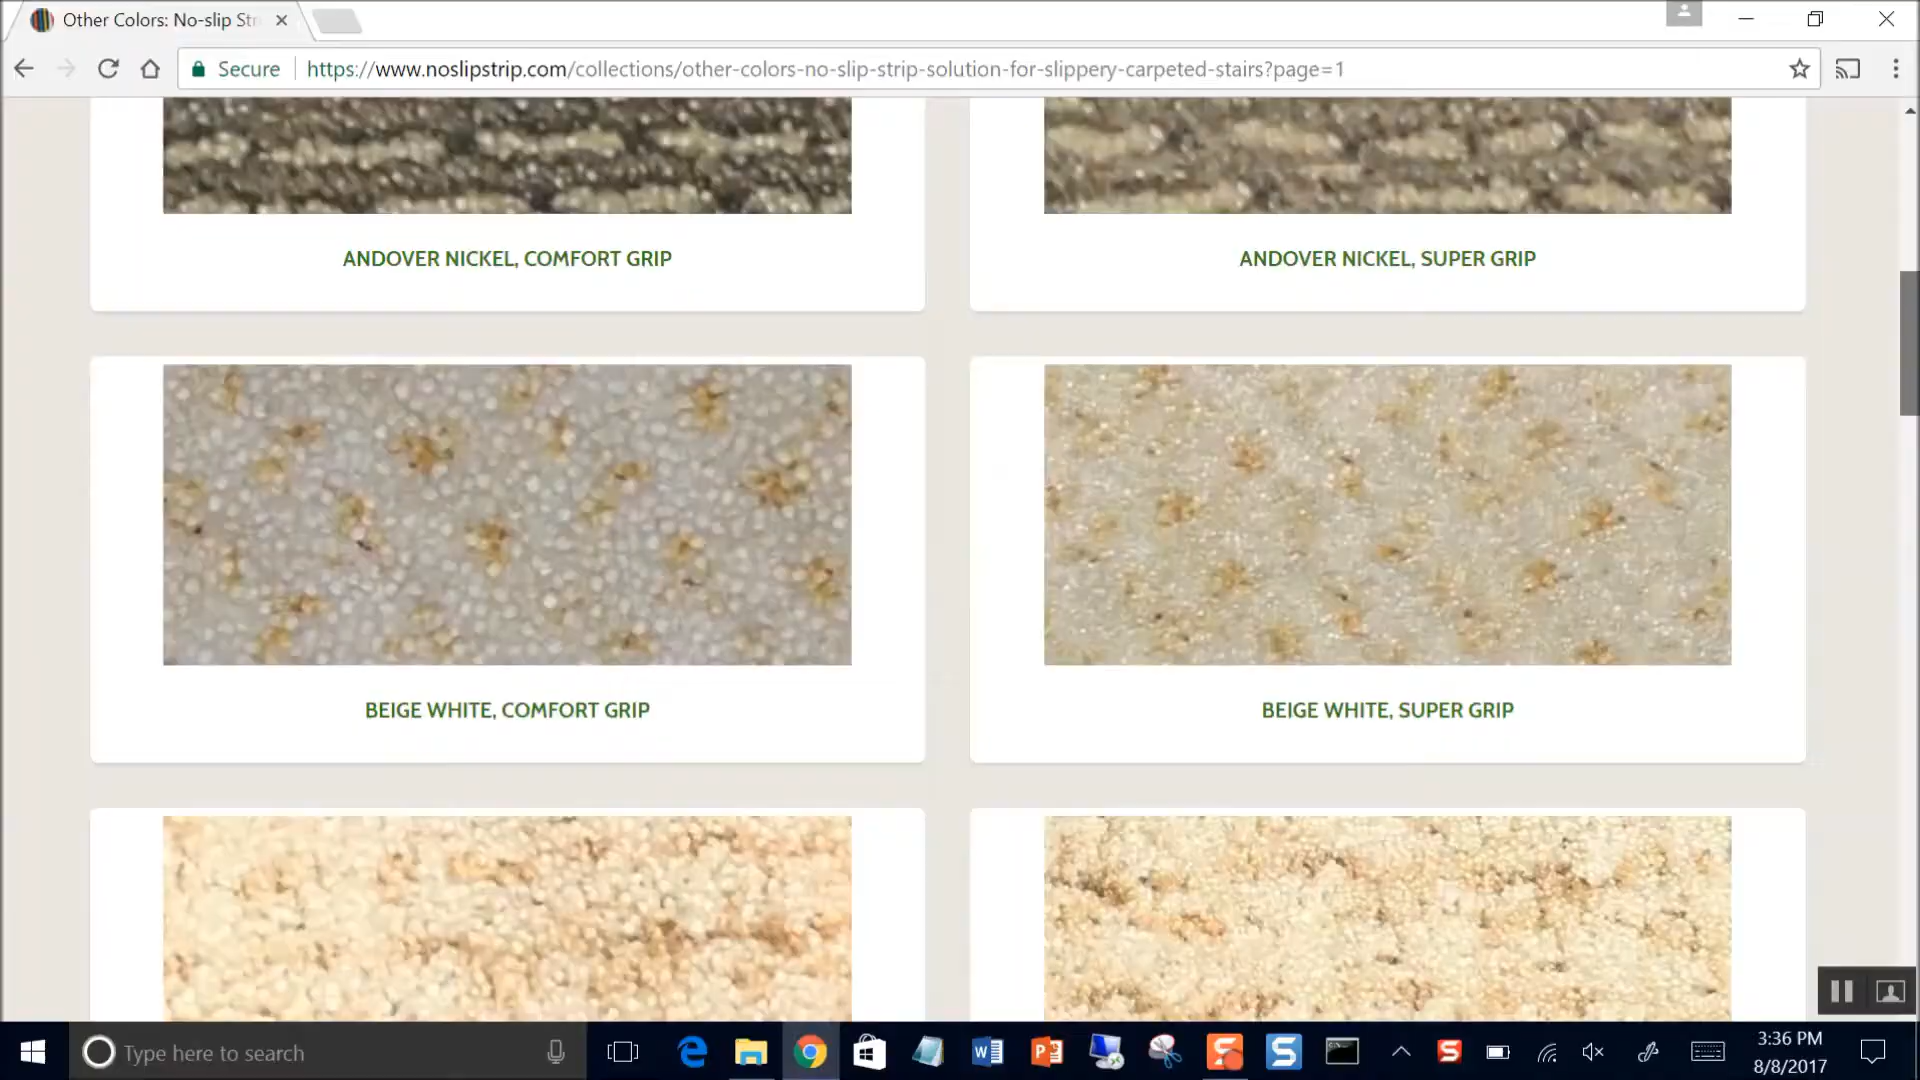 Other Colors: No-slip Str
Secure
https://www.noslipstrip.com/collections/other-colors-no-slip-strip-solution-for-slippery-carpeted-stairs?page=1
ANDOVER NICKEL, COMFORT GRIP
ANDOVER NICKEL, SUPER GRIP
BEIGE WHITE, COMFORT GRIP
BEIGE WHITE, SUPER GRIP
Type here to search
3:36 PM
8/8/2017